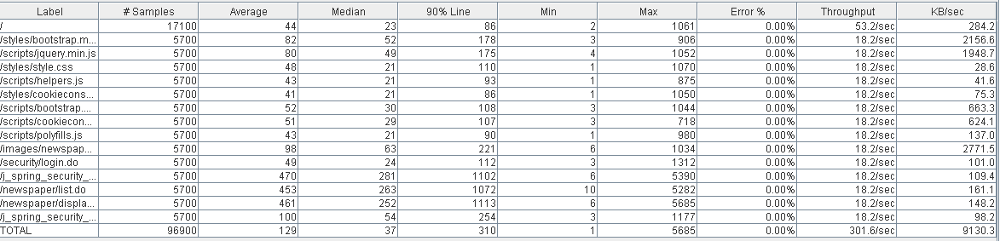 Label # Samples Average Median 90% Line Min Max Error % Throughput KB/sec
/ 17100 44 23 86 2 1061 0.00% 53.2/sec 284.2
/styles/bootstrap.m... 5700 82 52 178 3 906 0.00% 18.2/sec 2156.6
/scripts/jquery.min.js 5700 80 49 175 4 1052 0.00% 18.2/sec 1948.7
/styles/style.css 5700 48 21 110 1 1070 0.00% 18.2/sec 28.6
/scripts/helpers.js 5700 43 21 93 1 875 0.00% 18.2/sec 41.6
/styles/cookiecons... 5700 41 21 86 1 1050 0.00% 18.2/sec 75.3
/scripts/bootstrap.... 5700 52 30 108 3 1044 0.00% 18.2/sec 663.3
/scripts/cookiecon... 5700 51 29 107 3 718 0.00% 18.2/sec 624.1
/scripts/polyfills.js 5700 43 21 90 1 980 0.00% 18.2/sec 137.0
/images/newspap... 5700 98 63 221 6 1034 0.00% 18.2/sec 2771.5
/security/login.do 5700 49 24 112 3 1312 0.00% 18.2/sec 101.0
/j_spring_security_... 5700 470 281 1102 6 5390 0.00% 18.2/sec 109.4
/newspaper/list.do 5700 453 263 1072 10 5282 0.00% 18.2/sec 161.1
/newspaper/displa... 5700 461 252 1113 6 5685 0.00% 18.2/sec 148.2
/j_spring_security_... 5700 100 54 254 3 1177 0.00% 18.2/sec 98.2
TOTAL 96900 129 37 310 1 5685 0.00% 301.6/sec 9130.3